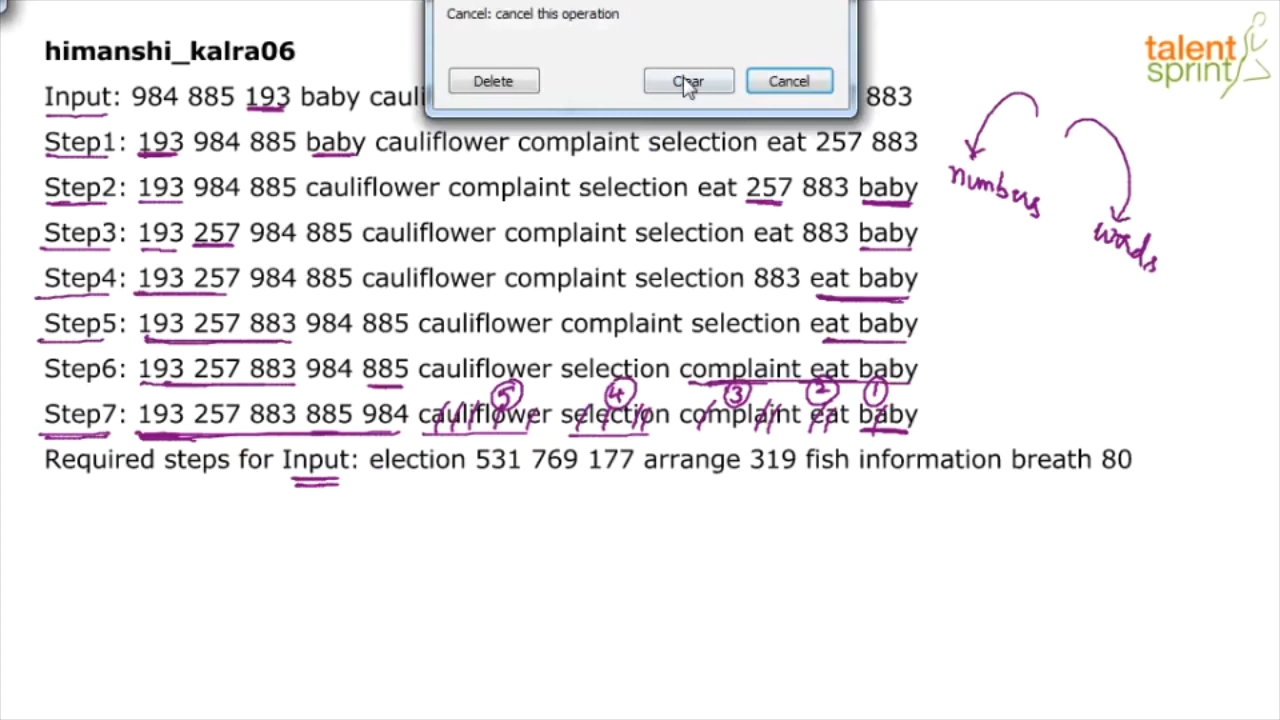 Cancel: cancel this operation
talent
sprint
himanshi_kalra06
Delete
Cancel
Input: 984 885 193 baby cauli 883
Step1: 193 984 885 baby cauliflower complaint selection eat 257 883
Step2: 193 984 885 cauliflower complaint selection eat 257 883 baby
numbers
Step3: 193 257 984 885 cauliflower complaint selection eat 883 baby
words
Step4: 193 257 984 885 cauliflower complaint selection 883 eat baby
Step5: 193 257 883 984 885 cauliflower complaint selection eat baby
Step6: 193 257 883 984 885 cauliflower selection complaint eat baby
5 4 3 2 1
Step7: 193 257 883 885 984 cauliflower selection complaint eat baby
Required steps for Input: election 531 769 177 arrange 319 fish information breath 80